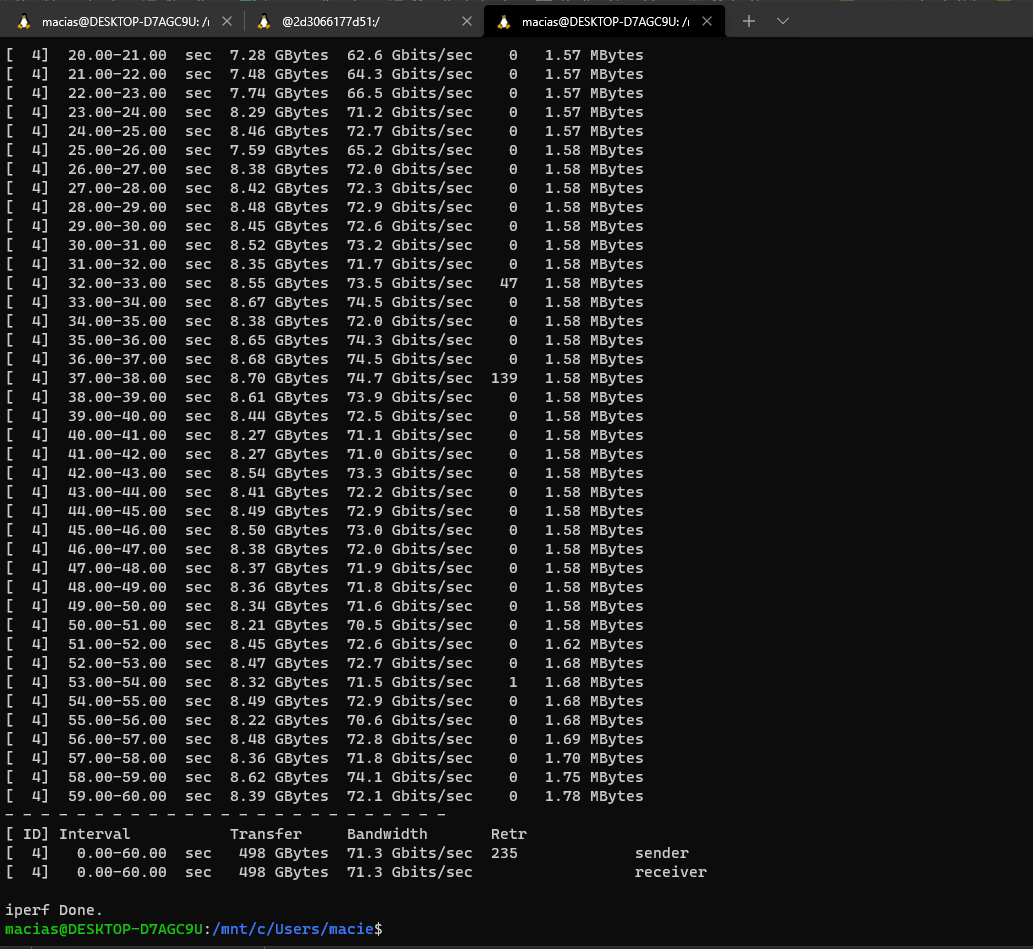 macias@DESKTOP-D7AGC9U: /r
@2d3066177d51:/
macias@DESKTOP-D7AGC9U: /r
[  4]  20.00-21.00  sec  7.28 GBytes  62.6 Gbits/sec    0   1.57 MBytes
[  4]  21.00-22.00  sec  7.48 GBytes  64.3 Gbits/sec    0   1.57 MBytes
[  4]  22.00-23.00  sec  7.74 GBytes  66.5 Gbits/sec    0   1.57 MBytes
[  4]  23.00-24.00  sec  8.29 GBytes  71.2 Gbits/sec    0   1.57 MBytes
[  4]  24.00-25.00  sec  8.46 GBytes  72.7 Gbits/sec    0   1.57 MBytes
[  4]  25.00-26.00  sec  7.59 GBytes  65.2 Gbits/sec    0   1.58 MBytes
[  4]  26.00-27.00  sec  8.38 GBytes  72.0 Gbits/sec    0   1.58 MBytes
[  4]  27.00-28.00  sec  8.42 GBytes  72.3 Gbits/sec    0   1.58 MBytes
[  4]  28.00-29.00  sec  8.48 GBytes  72.9 Gbits/sec    0   1.58 MBytes
[  4]  29.00-30.00  sec  8.45 GBytes  72.6 Gbits/sec    0   1.58 MBytes
[  4]  30.00-31.00  sec  8.52 GBytes  73.2 Gbits/sec    0   1.58 MBytes
[  4]  31.00-32.00  sec  8.35 GBytes  71.7 Gbits/sec    0   1.58 MBytes
[  4]  32.00-33.00  sec  8.55 GBytes  73.5 Gbits/sec   47   1.58 MBytes
[  4]  33.00-34.00  sec  8.67 GBytes  74.5 Gbits/sec    0   1.58 MBytes
[  4]  34.00-35.00  sec  8.38 GBytes  72.0 Gbits/sec    0   1.58 MBytes
[  4]  35.00-36.00  sec  8.65 GBytes  74.3 Gbits/sec    0   1.58 MBytes
[  4]  36.00-37.00  sec  8.68 GBytes  74.5 Gbits/sec    0   1.58 MBytes
[  4]  37.00-38.00  sec  8.70 GBytes  74.7 Gbits/sec  139   1.58 MBytes
[  4]  38.00-39.00  sec  8.61 GBytes  73.9 Gbits/sec    0   1.58 MBytes
[  4]  39.00-40.00  sec  8.44 GBytes  72.5 Gbits/sec    0   1.58 MBytes
[  4]  40.00-41.00  sec  8.27 GBytes  71.1 Gbits/sec    0   1.58 MBytes
[  4]  41.00-42.00  sec  8.27 GBytes  71.0 Gbits/sec    0   1.58 MBytes
[  4]  42.00-43.00  sec  8.54 GBytes  73.3 Gbits/sec    0   1.58 MBytes
[  4]  43.00-44.00  sec  8.41 GBytes  72.2 Gbits/sec    0   1.58 MBytes
[  4]  44.00-45.00  sec  8.49 GBytes  72.9 Gbits/sec    0   1.58 MBytes
[  4]  45.00-46.00  sec  8.50 GBytes  73.0 Gbits/sec    0   1.58 MBytes
[  4]  46.00-47.00  sec  8.38 GBytes  72.0 Gbits/sec    0   1.58 MBytes
[  4]  47.00-48.00  sec  8.37 GBytes  71.9 Gbits/sec    0   1.58 MBytes
[  4]  48.00-49.00  sec  8.36 GBytes  71.8 Gbits/sec    0   1.58 MBytes
[  4]  49.00-50.00  sec  8.34 GBytes  71.6 Gbits/sec    0   1.58 MBytes
[  4]  50.00-51.00  sec  8.21 GBytes  70.5 Gbits/sec    0   1.58 MBytes
[  4]  51.00-52.00  sec  8.45 GBytes  72.6 Gbits/sec    0   1.62 MBytes
[  4]  52.00-53.00  sec  8.47 GBytes  72.7 Gbits/sec    0   1.68 MBytes
[  4]  53.00-54.00  sec  8.32 GBytes  71.5 Gbits/sec    1   1.68 MBytes
[  4]  54.00-55.00  sec  8.49 GBytes  72.9 Gbits/sec    0   1.68 MBytes
[  4]  55.00-56.00  sec  8.22 GBytes  70.6 Gbits/sec    0   1.68 MBytes
[  4]  56.00-57.00  sec  8.48 GBytes  72.8 Gbits/sec    0   1.69 MBytes
[  4]  57.00-58.00  sec  8.36 GBytes  71.8 Gbits/sec    0   1.70 MBytes
[  4]  58.00-59.00  sec  8.62 GBytes  74.1 Gbits/sec    0   1.75 MBytes
[  4]  59.00-60.00  sec  8.39 GBytes  72.1 Gbits/sec    0   1.78 MBytes
- - - - - - - - - - - - - - - - - - - - - - - - -
[ ID] Interval           Transfer     Bandwidth       Retr
[  4]   0.00-60.00  sec   498 GBytes  71.3 Gbits/sec  235             sender
[  4]   0.00-60.00  sec   498 GBytes  71.3 Gbits/sec                  receiver
iperf Done.
macias@DESKTOP-D7AGC9U:/mnt/c/Users/macie$